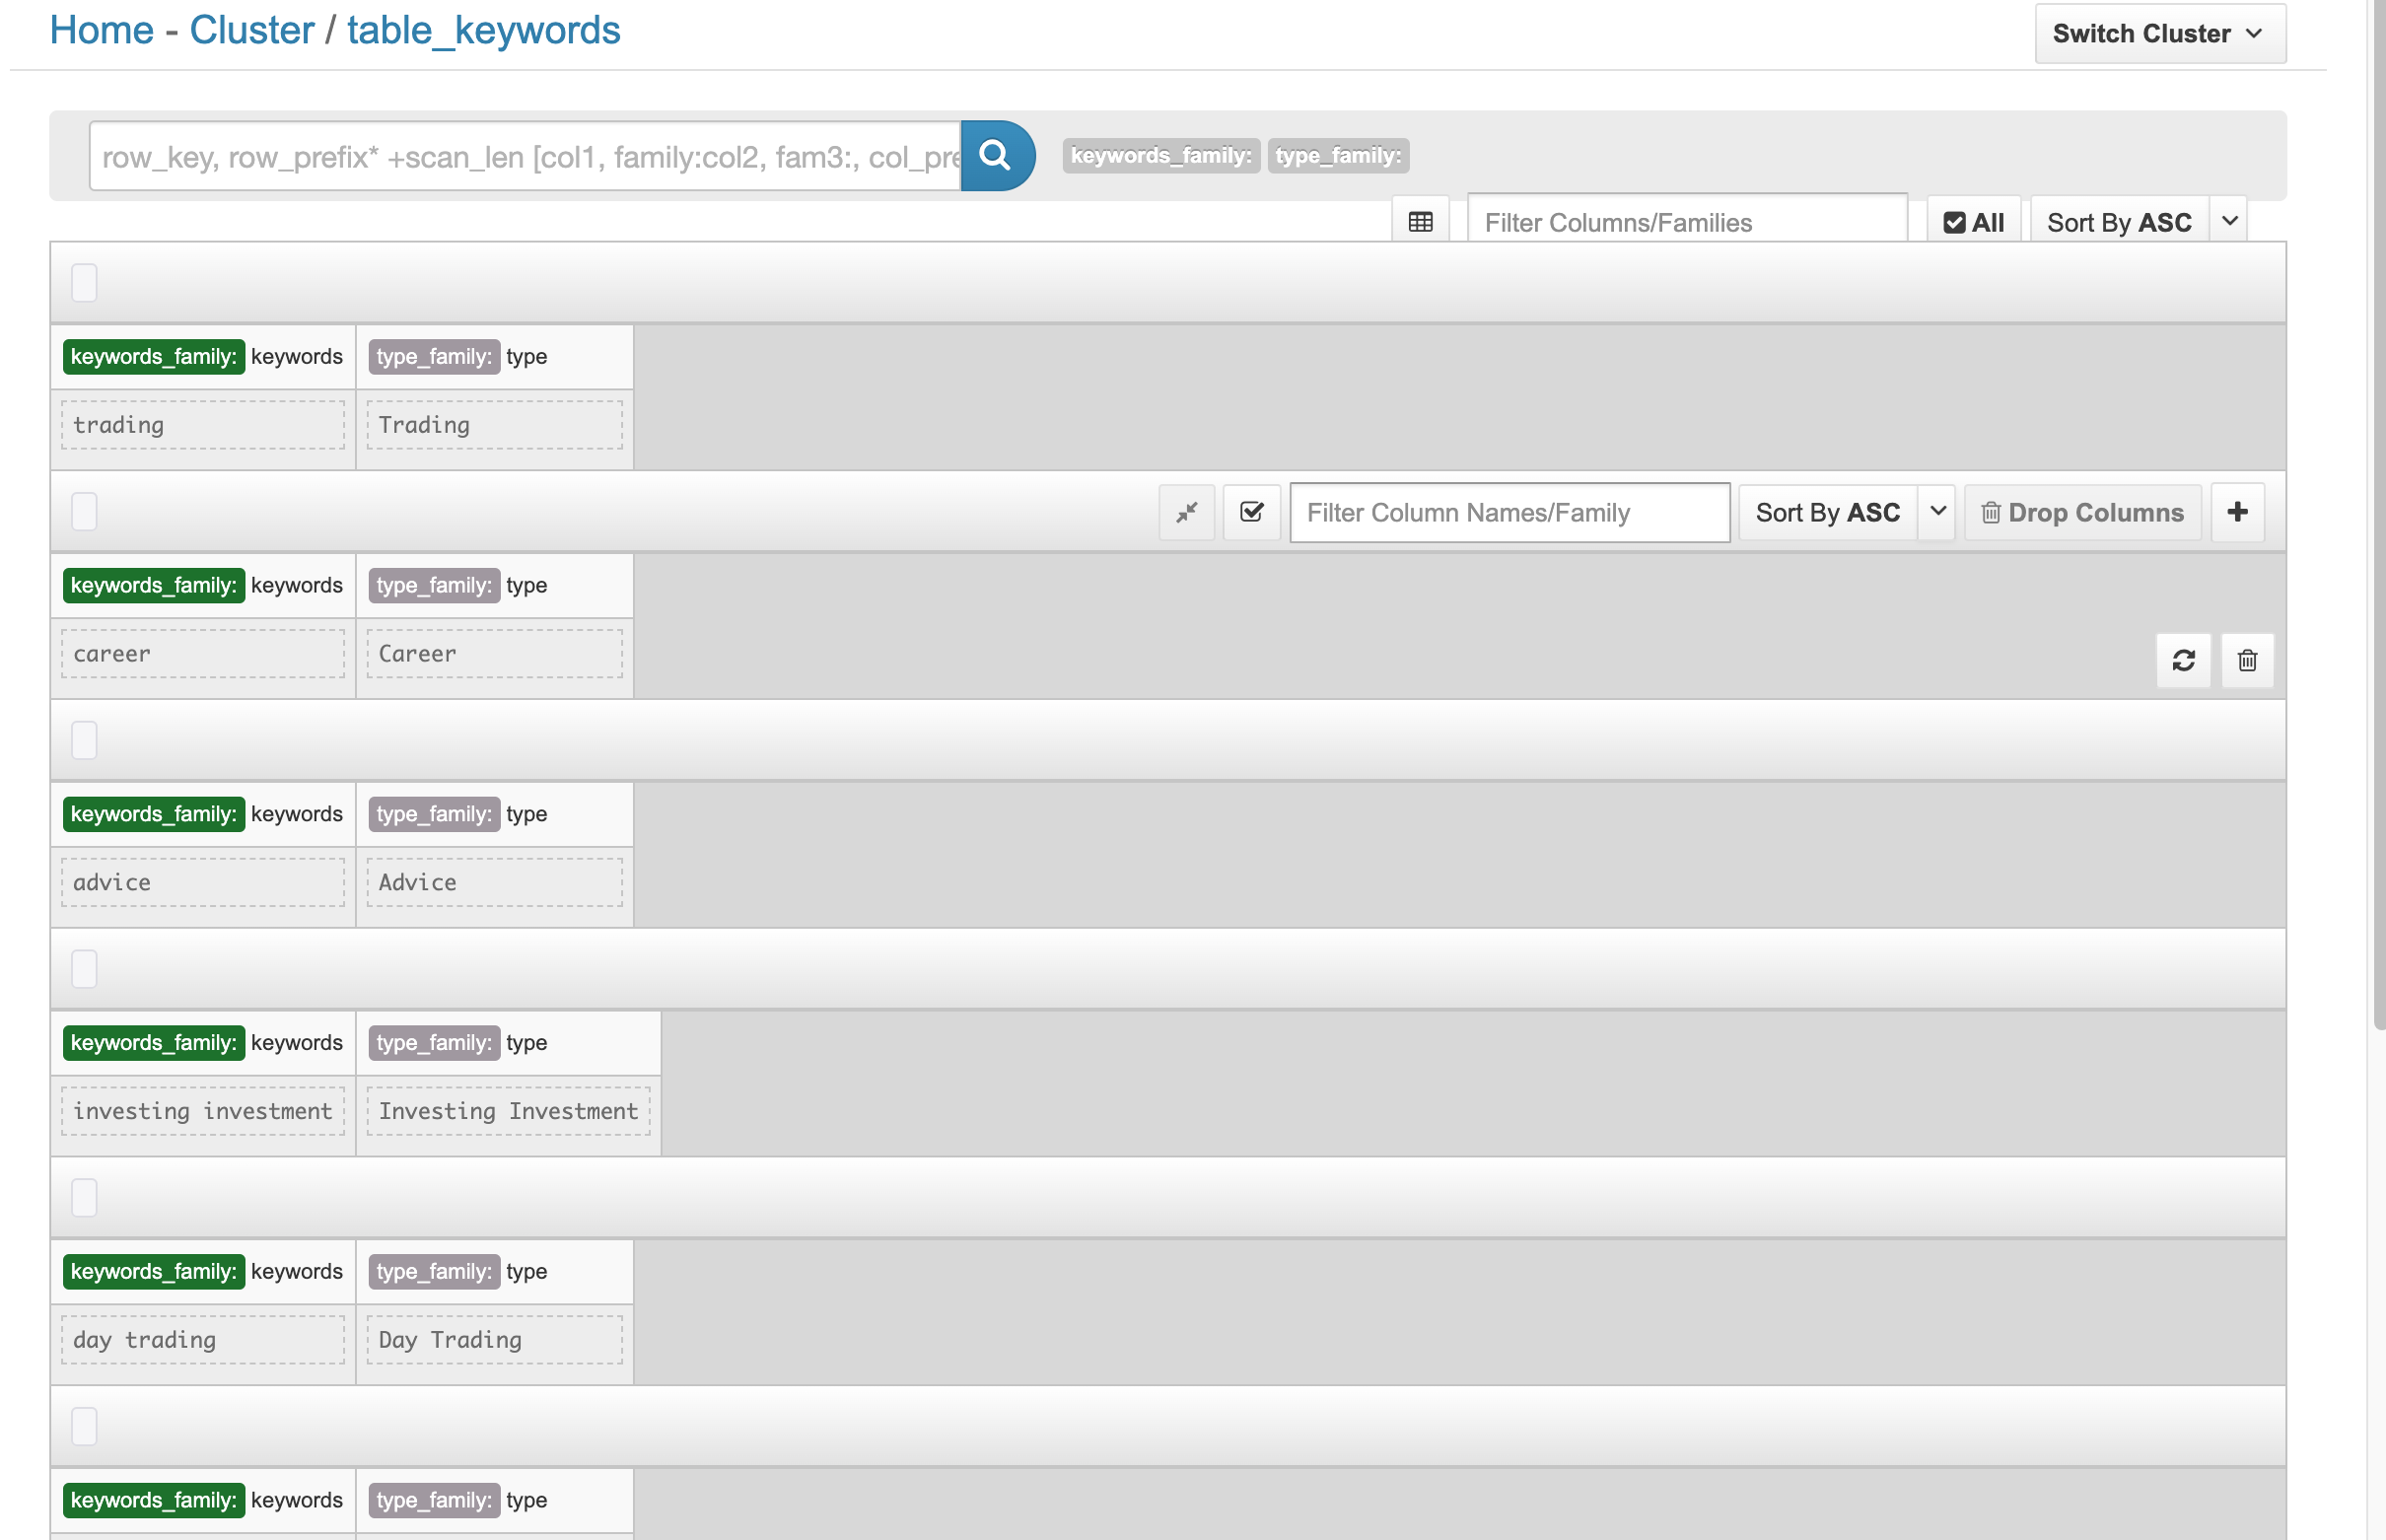 Home - Cluster / table_keywords
Switch Cluster
row_key, row_prefix* +scan_len [col1, family:col2, fam3:, col_pre
keywords_family: type_family:
Filter Columns/Families
All
Sort By ASC
keywords_family: keywords type_family: type
trading Trading
Filter Column Names/Family
Sort By ASC
Drop Columns
keywords_family: keywords type_family: type
career Career
keywords_family: keywords type_family: type
advice Advice
keywords_family: keywords type_family: type
investing investment Investing Investment
keywords_family: keywords type_family: type
day trading Day Trading
keywords_family: keywords type_family: type